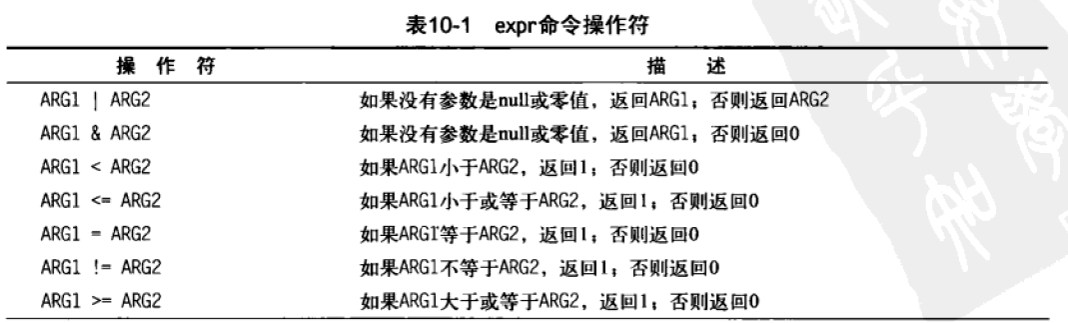 表10-1 expr命令操作符
操 作 符 描 述
ARG1 | ARG2 如果没有参数是null或零值，返回ARG1；否则返回ARG2
ARG1 & ARG2 如果没有参数是null或零值，返回ARG1；否则返回0
ARG1 < ARG2 如果ARG1小于ARG2，返回1；否则返回0
ARG1 <= ARG2 如果ARG1小于或等于ARG2，返回1；否则返回0
ARG1 = ARG2 如果ARG1等于ARG2，返回1；否则返回0
ARG1 != ARG2 如果ARG1不等于ARG2，返回1；否则返回0
ARG1 >= ARG2 如果ARG1大于或等于ARG2，返回1；否则返回0